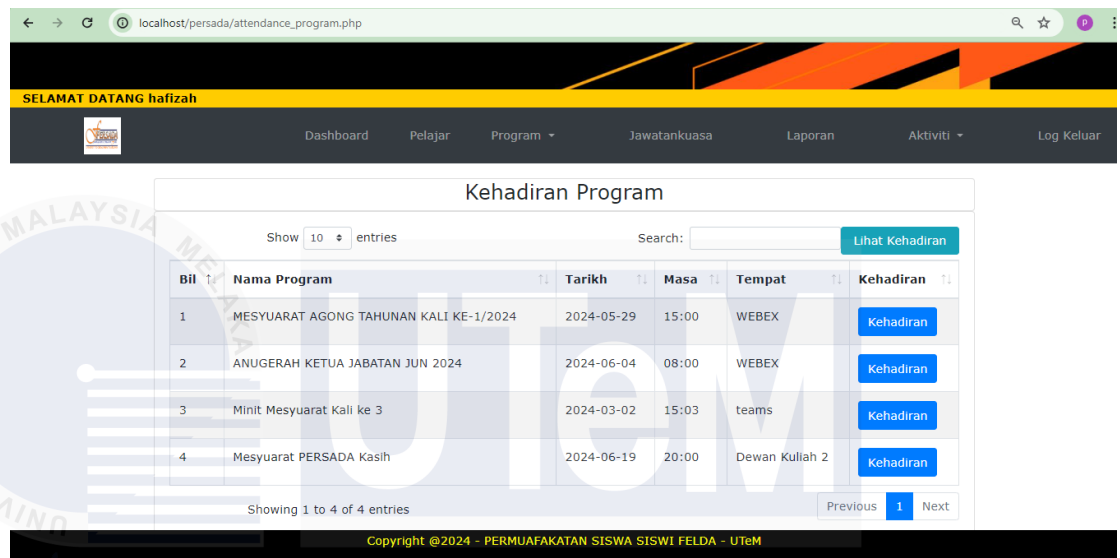 localhost/persada/attendance_program.php
SELAMAT DATANG hafizah
Dashboard Pelajar Program Jawatankuasa Laporan Aktiviti Log Keluar
Kehadiran Program
Show 10 entries Search: Lihat Kehadiran
Bil Nama Program Tarikh Masa Tempat Kehadiran
1 MESYUARAT AGONG TAHUNAN KALI KE-1/2024 2024-05-29 15:00 WEBEX Kehadiran
2 ANUGERAH KETUA JABATAN JUN 2024 2024-06-04 08:00 WEBEX Kehadiran
3 Minit Mesyuarat Kali ke 3 2024-03-02 15:03 teams Kehadiran
4 Mesyuarat PERSADA Kasih 2024-06-19 20:00 Dewan Kuliah 2 Kehadiran
Showing 1 to 4 of 4 entries Previous 1 Next
Copyright @2024 - PERMUAFAKATAN SISWA SISWI FELDA - UTeM
MALAYSIA MELAKA
UTeM